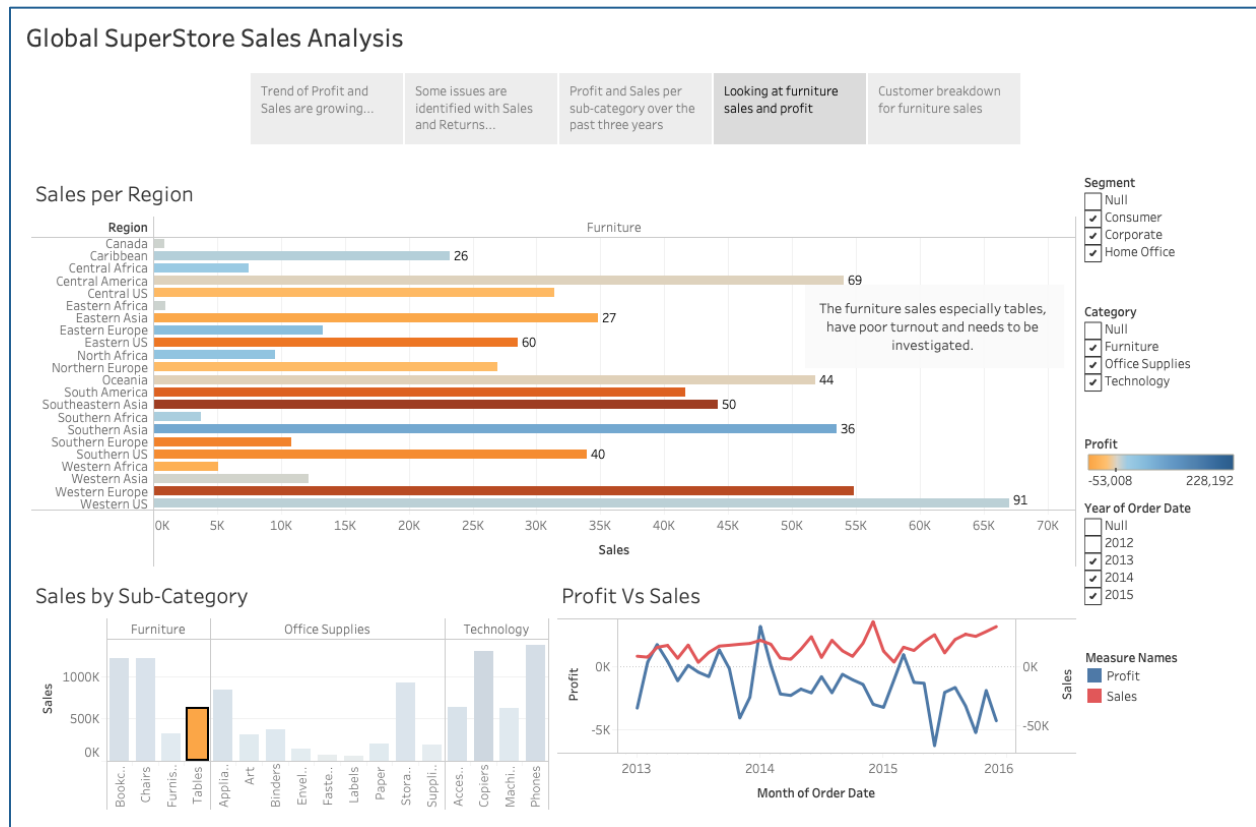 Global SuperStore Sales Analysis
Trend of Profit and
Sales are growing...
Some issues are
identified with Sales
and Returns...
Profit and Sales per
sub-category over the
past three years
Looking at furniture
sales and profit
Customer breakdown
for furniture sales
Sales per Region
Region
Furniture
Canada
Caribbean 26
Central Africa
Central America 69
Central US
Eastern Africa
Eastern Asia 27
Eastern Europe
Eastern US 60
North Africa
Northern Europe
Oceania 44
South America
Southeastern Asia 50
Southern Africa
Southern Asia 36
Southern Europe
Southern US 40
Western Africa
Western Asia
Western Europe
Western US 91
0K 5K 10K 15K 20K 25K 30K 35K 40K 45K 50K 55K 60K 65K 70K
Sales
The furniture sales especially tables,
have poor turnout and needs to be
investigated.
Segment
Null
Consumer
Corporate
Home Office
Category
Null
Furniture
Office Supplies
Technology
Profit
-53,008 228,192
Year of Order Date
Null
2012
2013
2014
2015
Sales by Sub-Category
Furniture Office Supplies Technology
Sales
1000K
500K
0K
Bookc..
Chairs
Furnis..
Tables
Applia..
Art
Binders
Envel..
Faste..
Labels
Paper
Stora..
Suppli..
Acces..
Copiers
Machi..
Phones
Profit Vs Sales
Profit
0K
-5K
0K
-50K
Sales
2013 2014 2015 2016
Month of Order Date
Measure Names
Profit
Sales